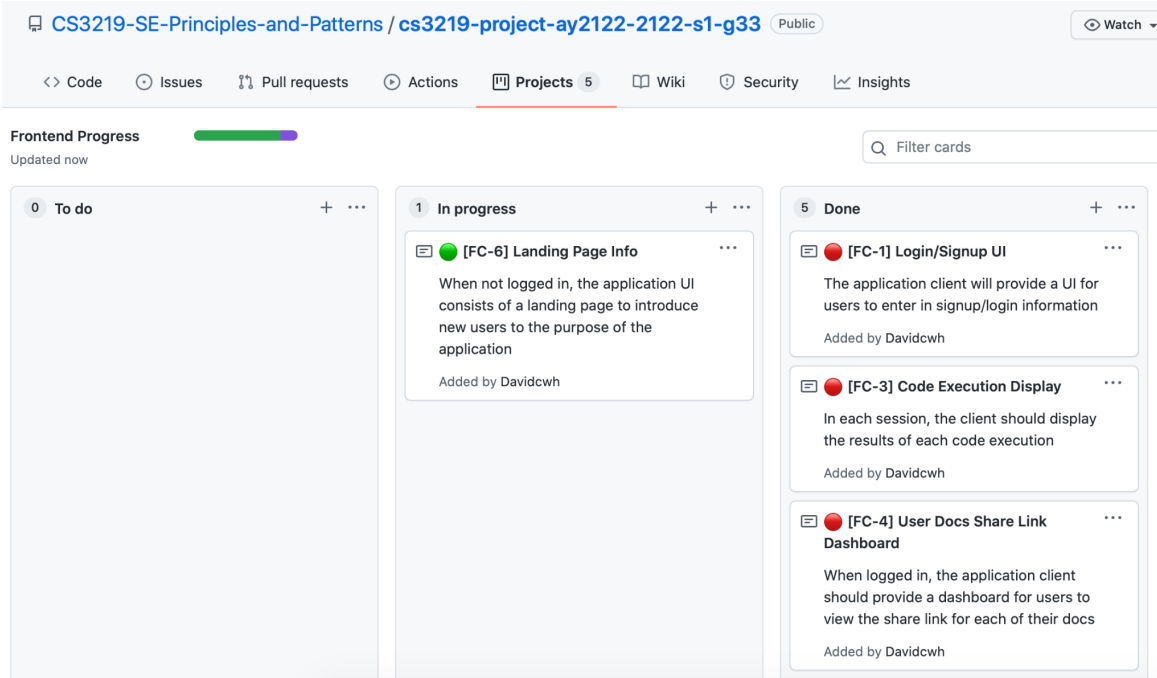 CS3219-SE-Principles-and-Patterns / cs3219-project-ay2122-2122-s1-g33 Public
Watch
Code Issues Pull requests Actions Projects 5 Wiki Security Insights
Frontend Progress
Updated now
Filter cards
0 To do
1 In progress
[FC-6] Landing Page Info
When not logged in, the application UI
consists of a landing page to introduce
new users to the purpose of the
application
Added by Davidcwh
5 Done
[FC-1] Login/Signup UI
The application client will provide a UI for
users to enter in signup/login information
Added by Davidcwh
[FC-3] Code Execution Display
In each session, the client should display
the results of each code execution
Added by Davidcwh
[FC-4] User Docs Share Link
Dashboard
When logged in, the application client
should provide a dashboard for users to
view the share link for each of their docs
Added by Davidcwh